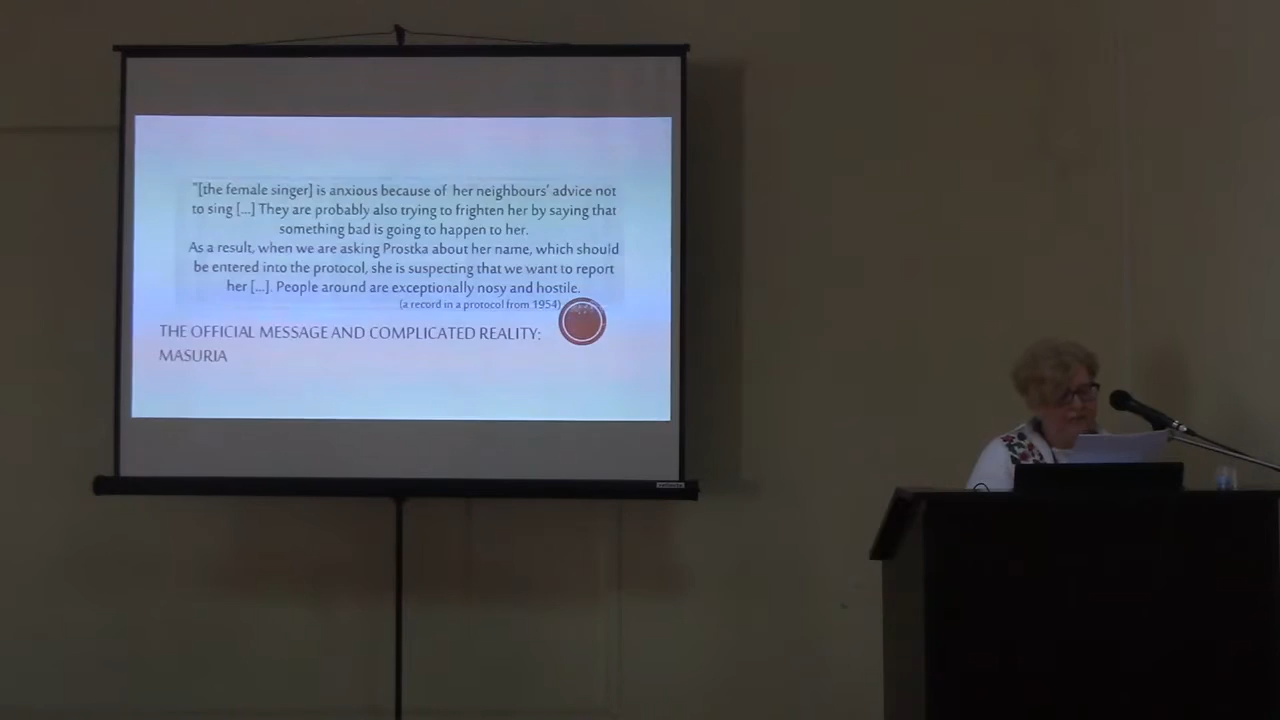 "[the female singer] is anxious because of her neighbours' advice not
to sing [...] They are probably also trying to frighten her by saying that
something bad is going to happen to her.
As a result, when we are asking Prostka about her name, which should
be entered into the protocol, she is suspecting that we want to report
her [...]. People around are exceptionally nosy and hostile.
(a record in a protocol from 1954)
THE OFFICIAL MESSAGE AND COMPLICATED REALITY:
MASURIA